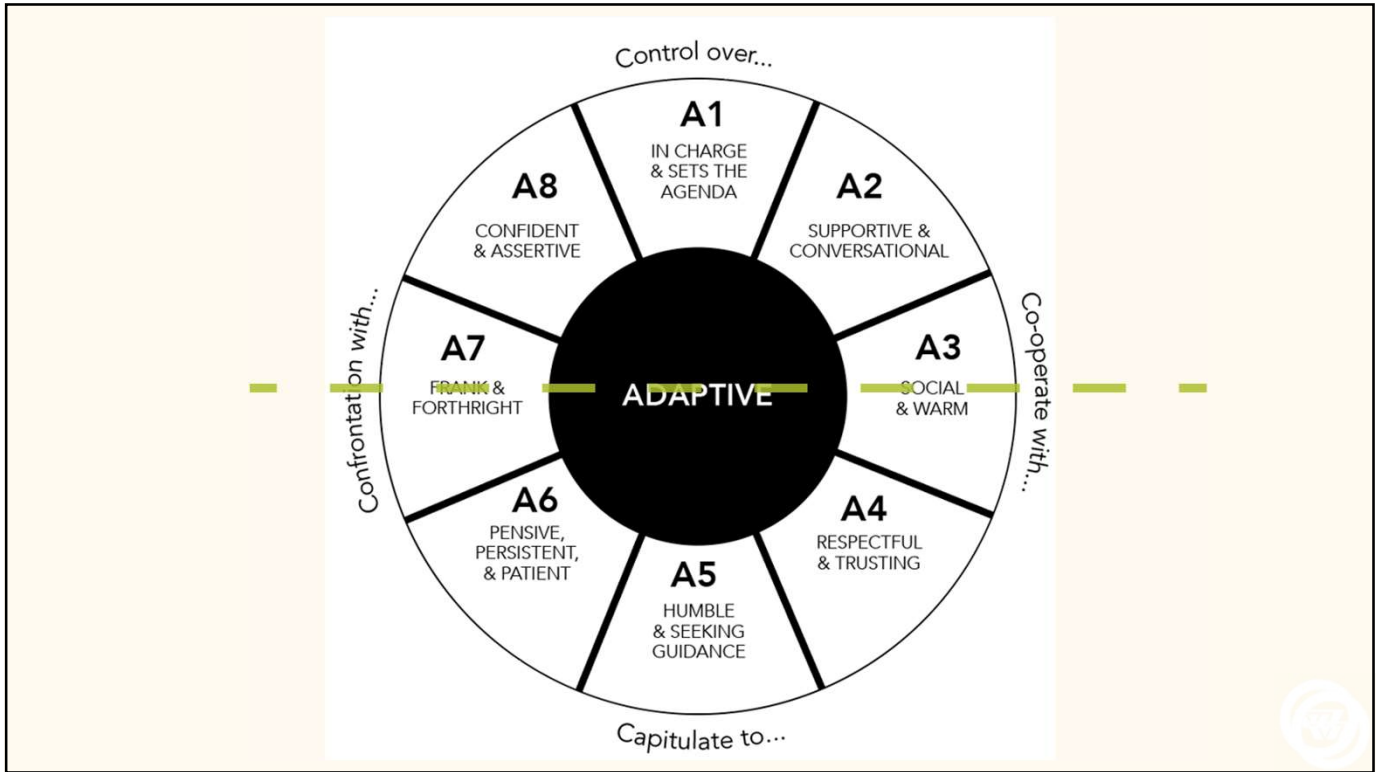 Control over...
A1
IN CHARGE
& SETS THE
AGENDA
A2
SUPPORTIVE &
CONVERSATIONAL
Co-operate with...
A3
SOCIAL
& WARM
A4
RESPECTFUL
& TRUSTING
A5
HUMBLE
& SEEKING
GUIDANCE
Capitulate to...
A6
PENSIVE,
PERSISTENT,
& PATIENT
A7
FRANK &
FORTHRIGHT
Confrontation with...
A8
CONFIDENT
& ASSERTIVE
ADAPTIVE